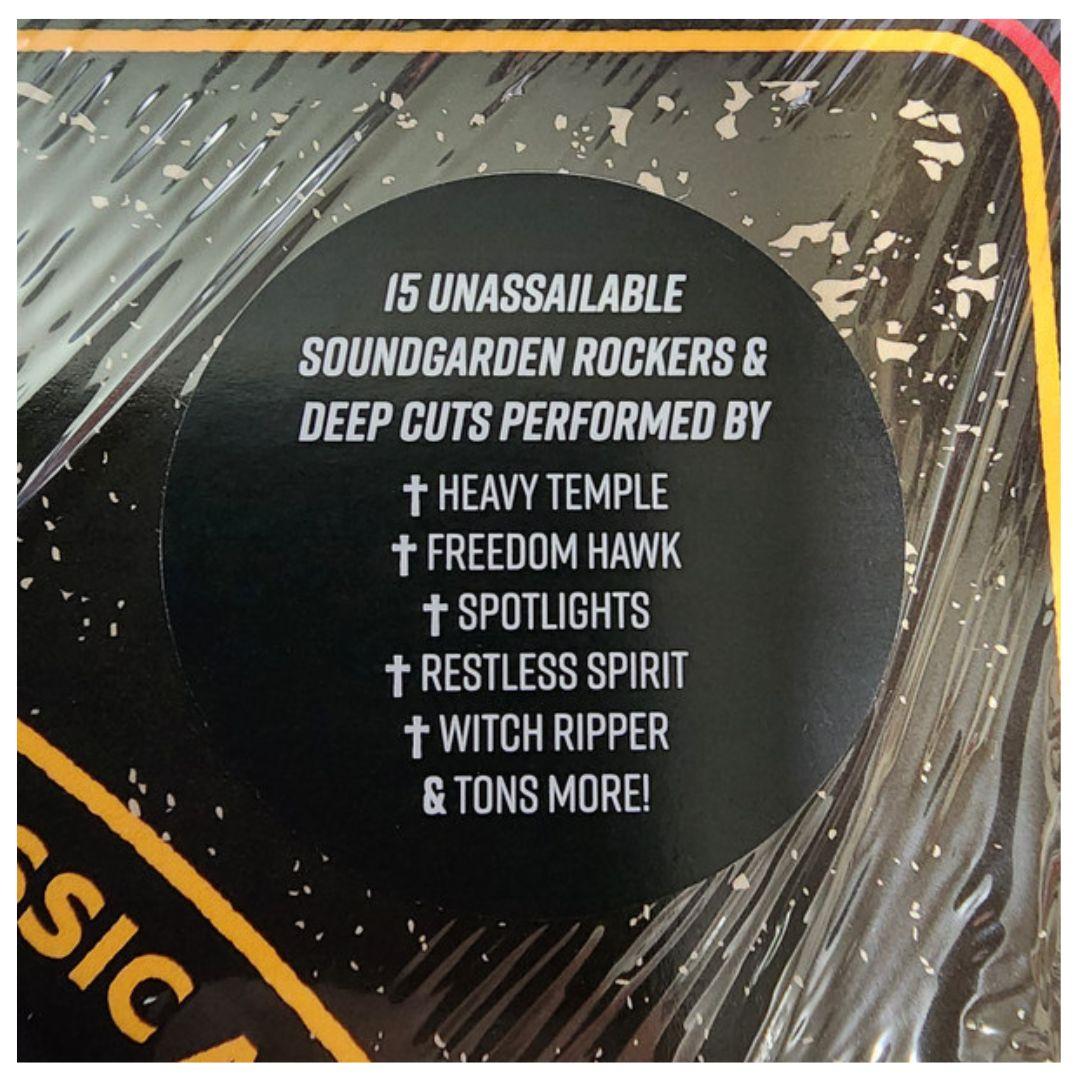 15 UNASSAILABLE
SOUNDGARDEN ROCKERS &
DEEP CUTS PERFORMED BY
† HEAVY TEMPLE
† FREEDOM HAWK
† SPOTLIGHTS
† RESTLESS SPIRIT
† WITCH RIPPER
& TONS MORE!
SSIC